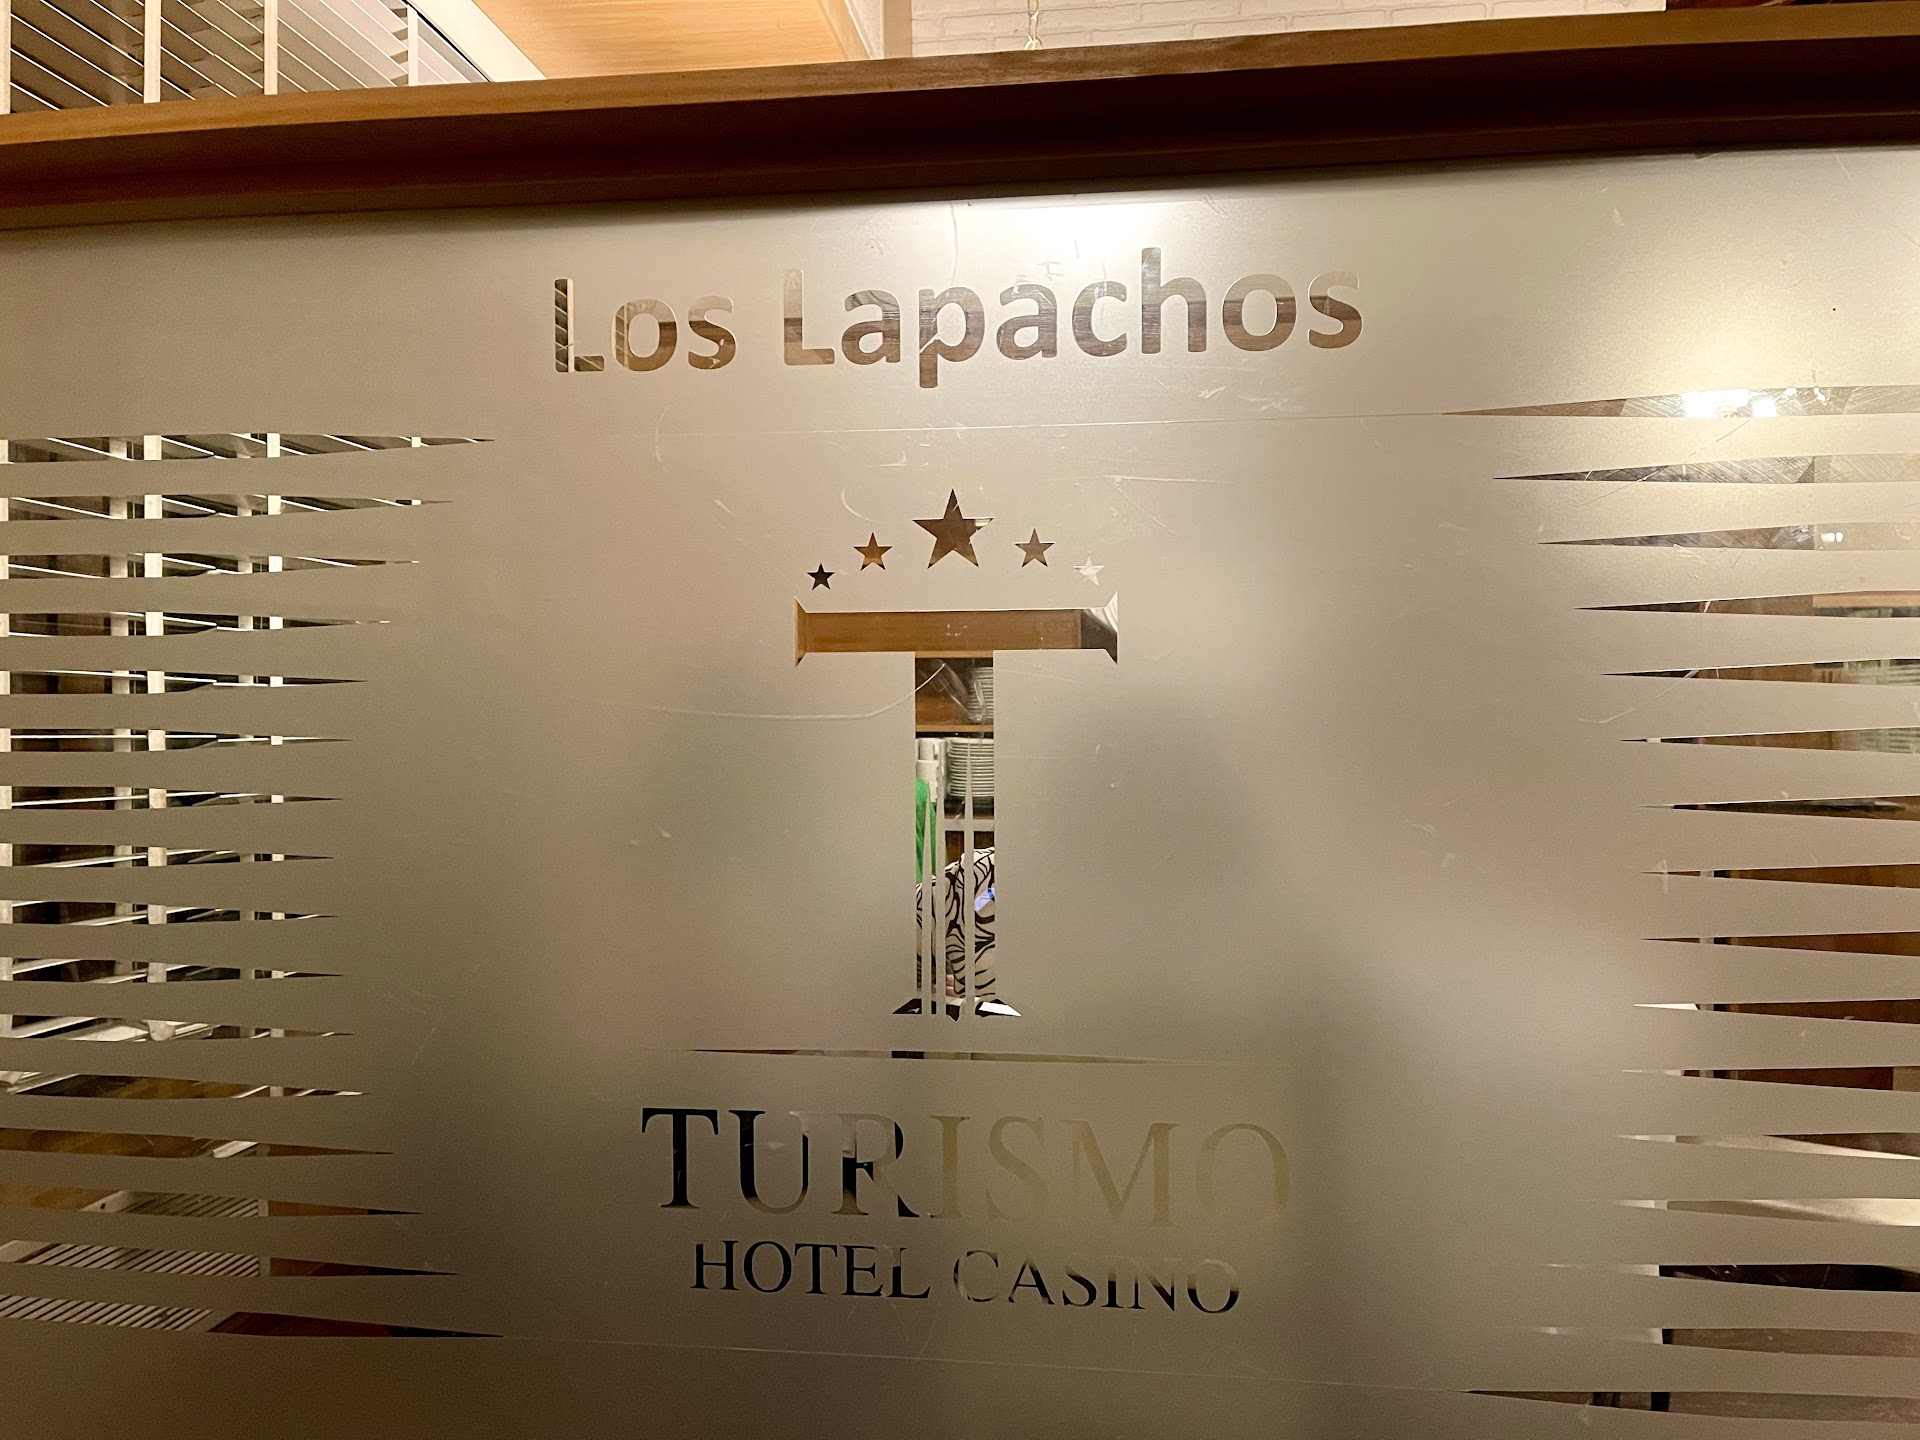 Los Lapachos
T
TURISMO
HOTEL CASINO